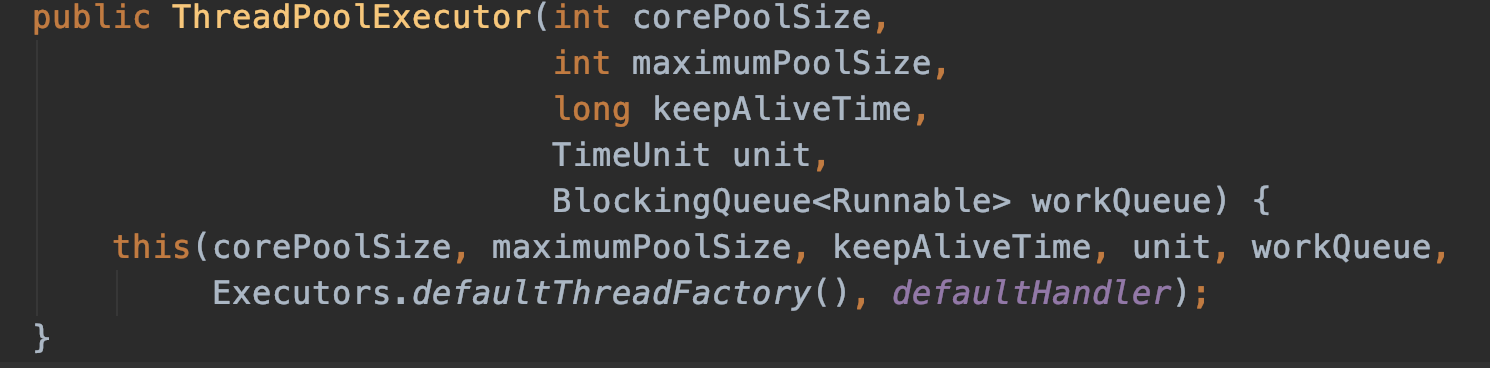 public ThreadPoolExecutor(int corePoolSize,
int maximumPoolSize,
long keepAliveTime,
TimeUnit unit,
BlockingQueue<Runnable> workQueue) {
this(corePoolSize, maximumPoolSize, keepAliveTime, unit, workQueue,
Executors.defaultThreadFactory(), defaultHandler);
}